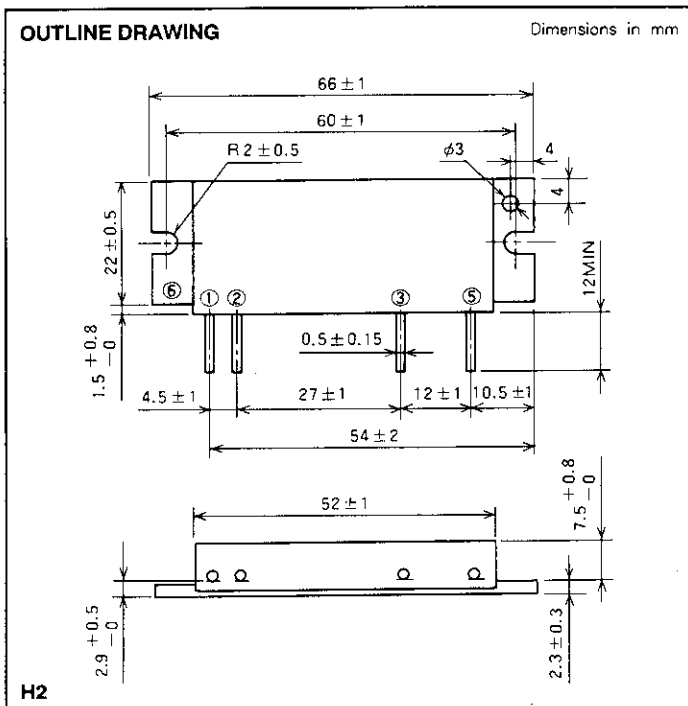 OUTLINE DRAWING
Dimensions in mm
66±1
60±1
R2±0.5
φ3
4
4
22±0.5
12MIN
⑥
①
②
③
⑤
0.5±0.15
1.5 +0.8 −0
4.5±1
27±1
12±1
10.5±1
54±2
52±1
7.5 +0.8 −0
2.9 +0.5 −0
2.3±0.3
H2